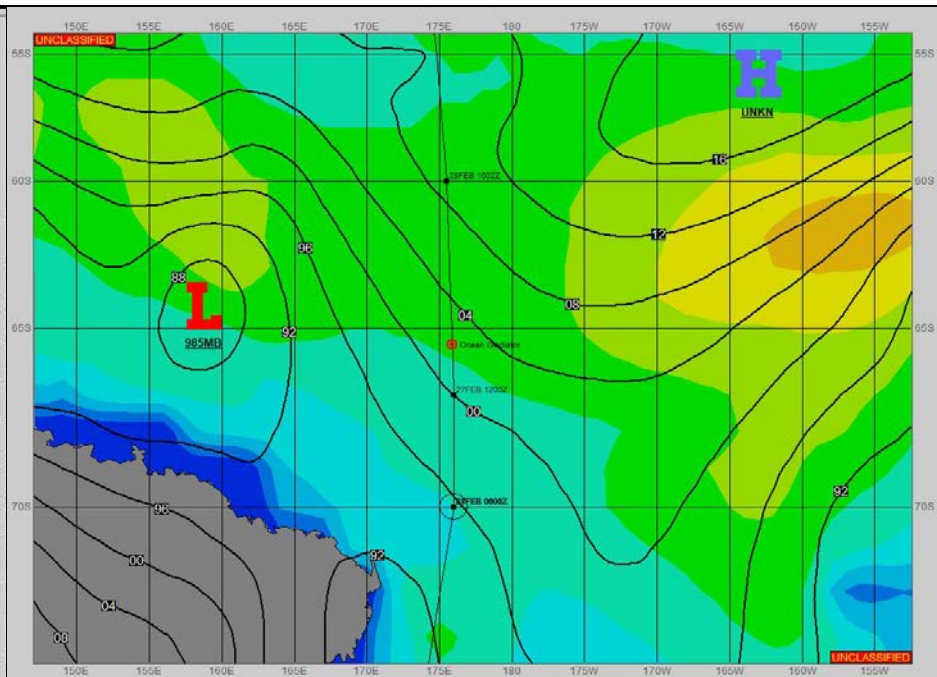 150E 155E 160E 165E 170E 175E 180 175W 170W 165W 160W 155W
UNCLASSIFIED
55S 55S
H
UNKN
16
60S 60S
12
96
88
08
L
04
65S 92 65S
985MB
Ocean Gladiator
27FEB 1200Z
00
92
70S 70S
96
92
00
04
08
UNCLASSIFIED
150E 155E 160E 165E 170E 175E 180 175W 170W 165W 160W 155W